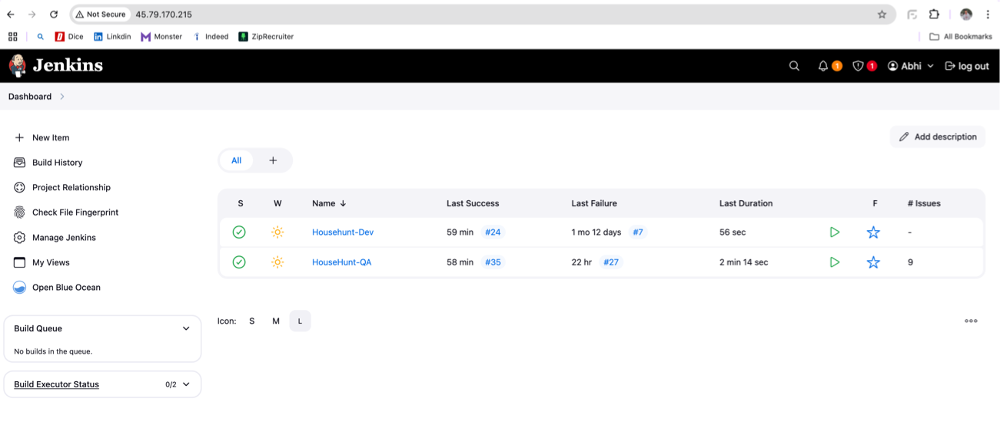 Not Secure 45.79.170.215
Dice Linkdin Monster Indeed ZipRecruiter All Bookmarks
Jenkins 1 1 Abhi log out
Dashboard
New Item
Add description
Build History
All +
Project Relationship
Check File Fingerprint
Manage Jenkins
My Views
Open Blue Ocean
S W Name ↓ Last Success Last Failure Last Duration F # Issues
Househunt-Dev 59 min #24 1 mo 12 days #7 56 sec -
HouseHunt-QA 58 min #35 22 hr #27 2 min 14 sec 9
Icon: S M L
Build Queue
No builds in the queue.
Build Executor Status 0/2